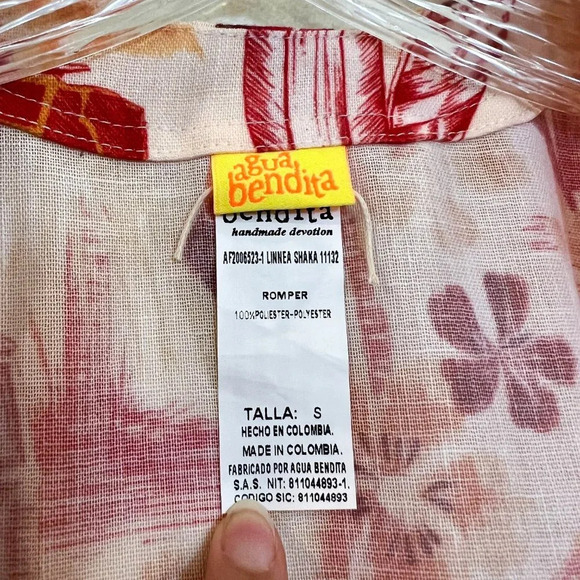 agua
bendita
bendita
handmade devotion
AF2006523-1 LINNEA SHAKA 11132
ROMPER
100%POLIESTER-POLYESTER
TALLA: S
HECHO EN COLOMBIA.
MADE IN COLOMBIA.
FABRICADO POR AGUA BENDITA
S.A.S. NIT: 811044893-1.
CODIGO SIC: 811044893